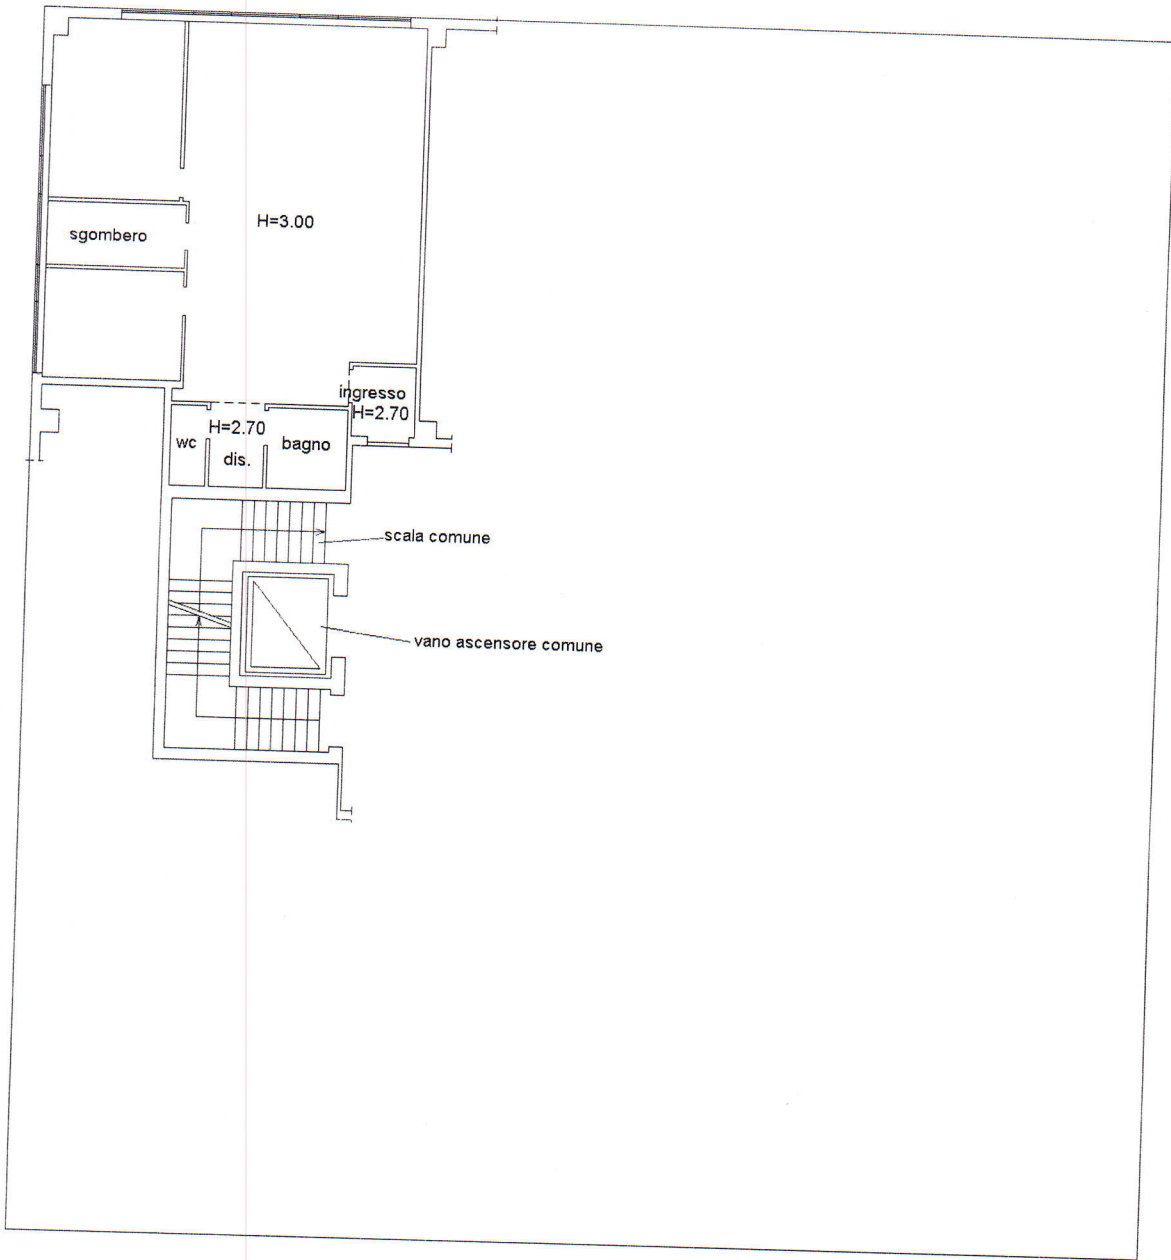 H=3.00
sgombero
ingresso
H=2.70
H=2.70
wc
bagno
dis.
scala comune
vano ascensore comune